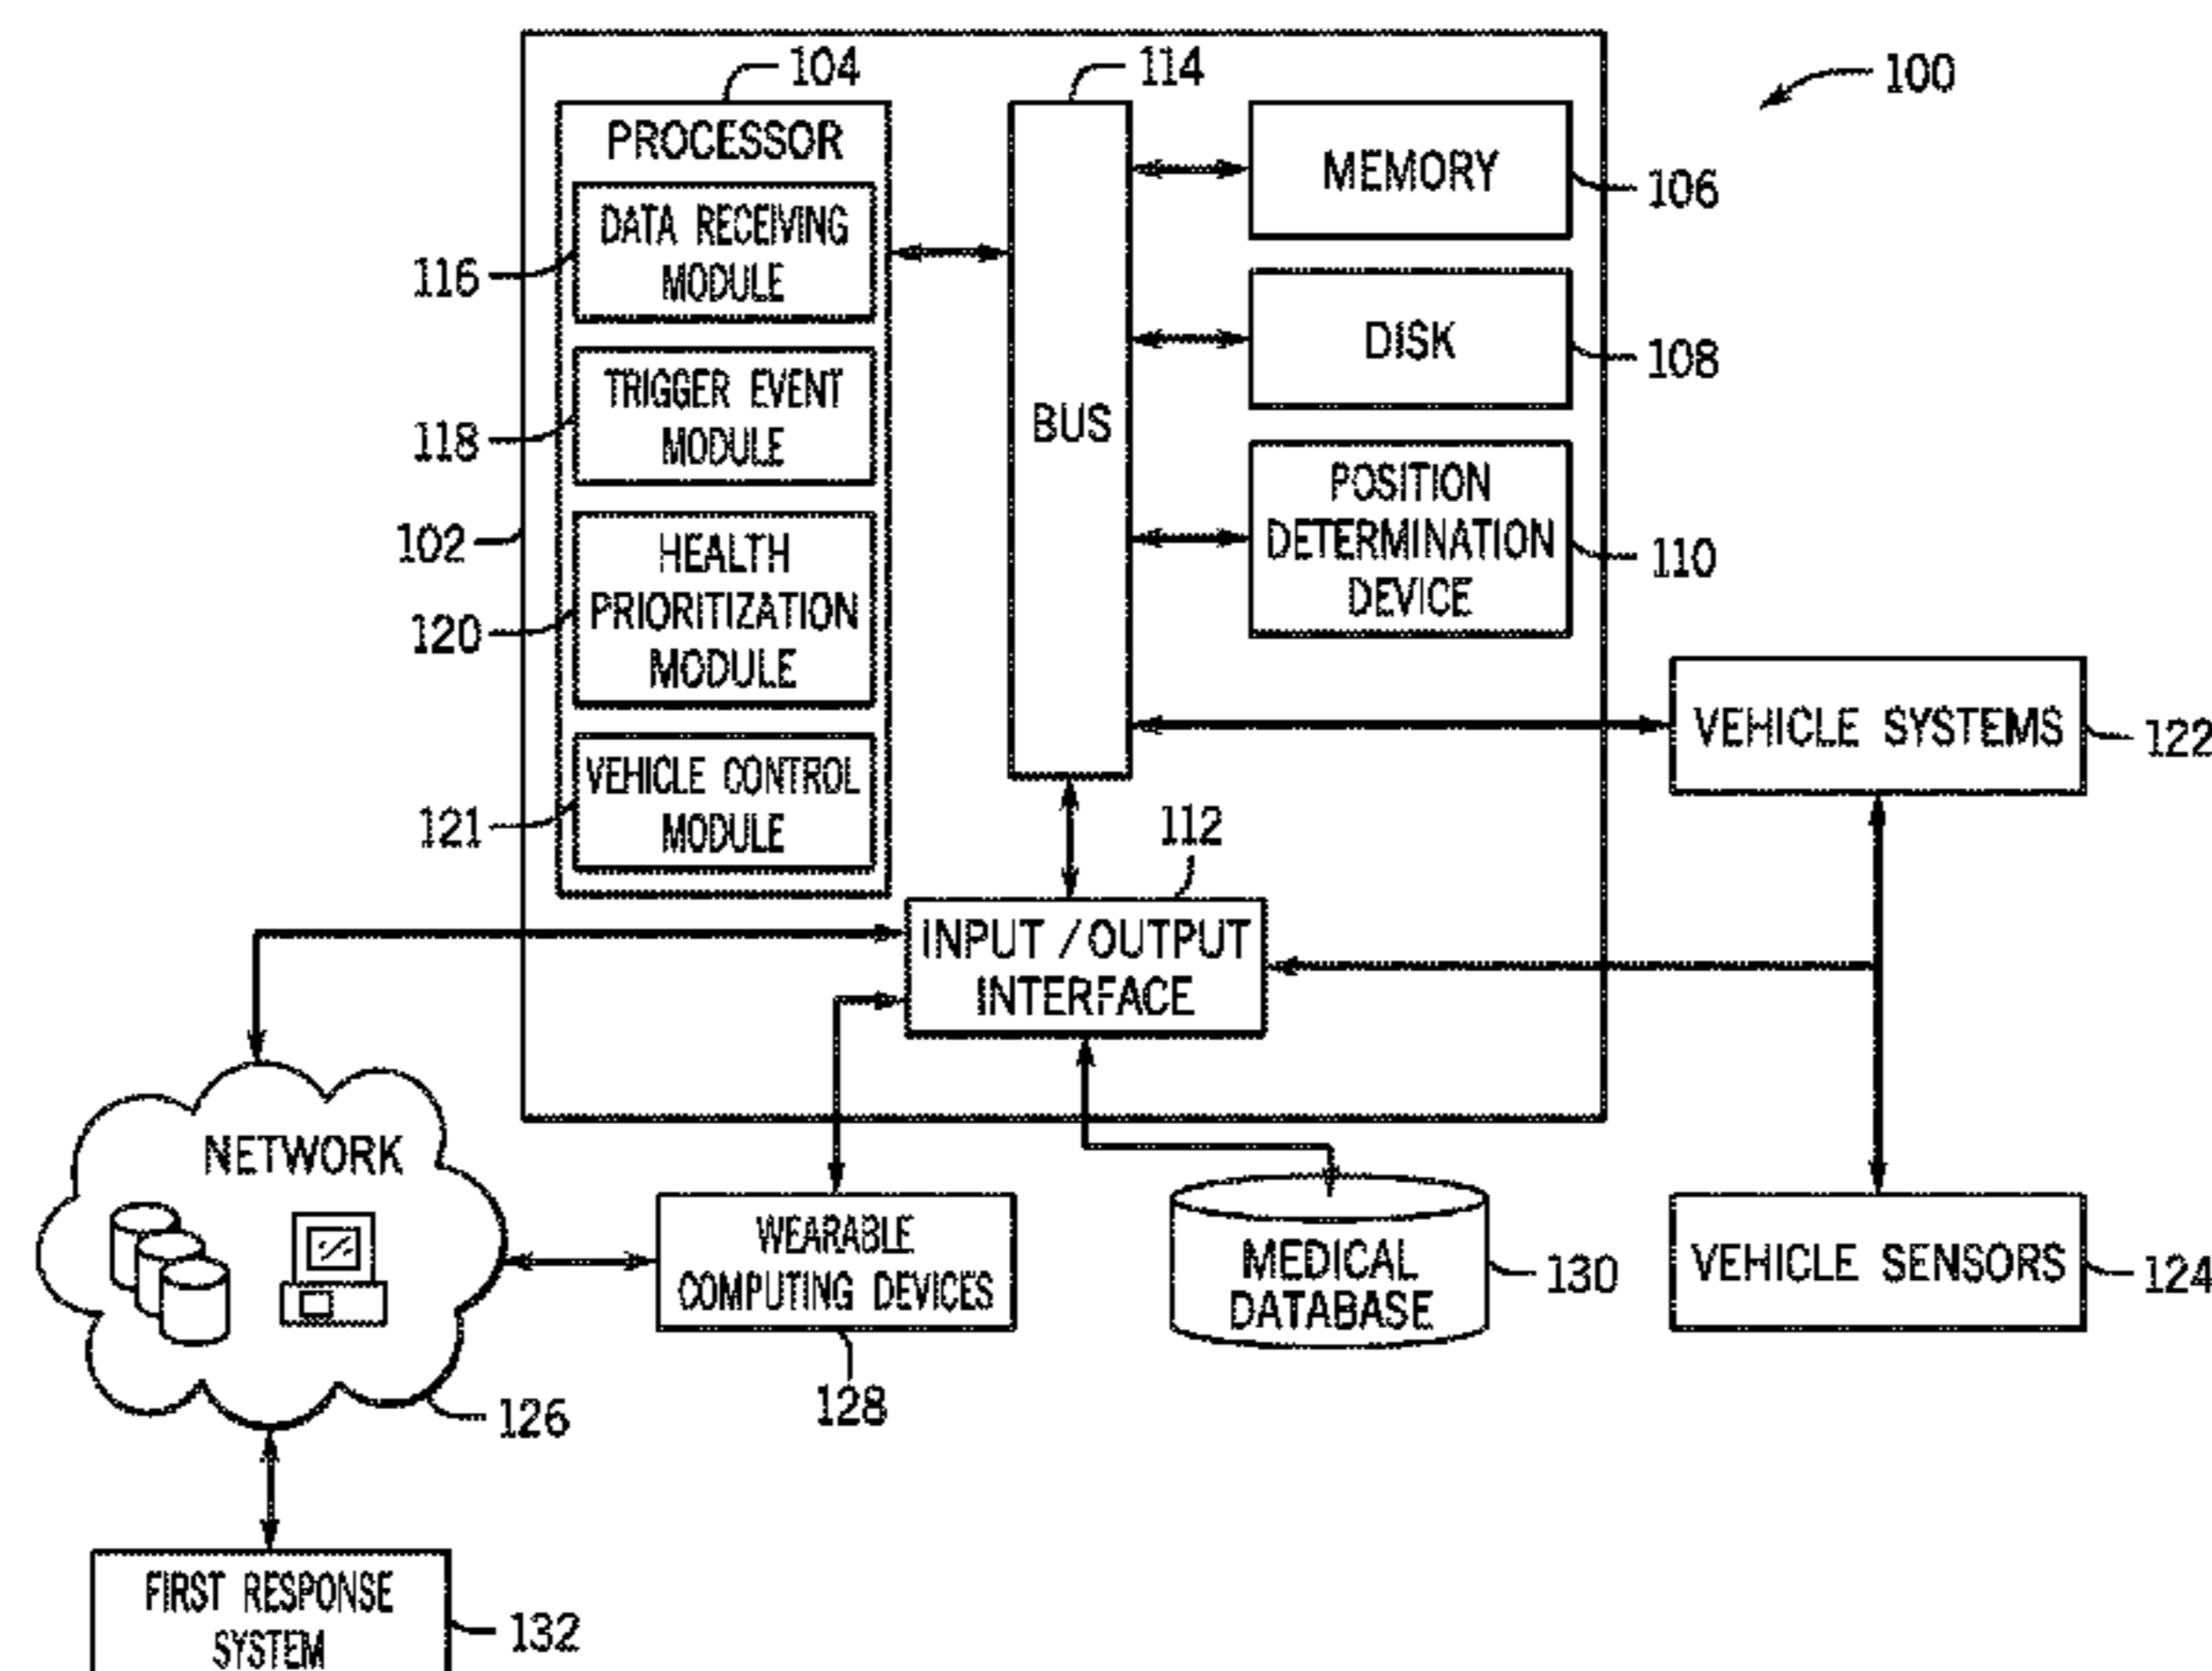 104
114
100
PROCESSOR
MEMORY
106
DATA RECEIVING
MODULE
116
DISK
108
TRIGGER EVENT
MODULE
118
BUS
POSITION
DETERMINATION
DEVICE
110
102
HEALTH
PRIORITIZATION
MODULE
120
VEHICLE SYSTEMS
122
VEHICLE CONTROL
MODULE
121
112
INPUT / OUTPUT
INTERFACE
NETWORK
WEARABLE
COMPUTING DEVICES
MEDICAL
DATABASE
130
VEHICLE SENSORS
124
128
126
FIRST RESPONSE
SYSTEM
132